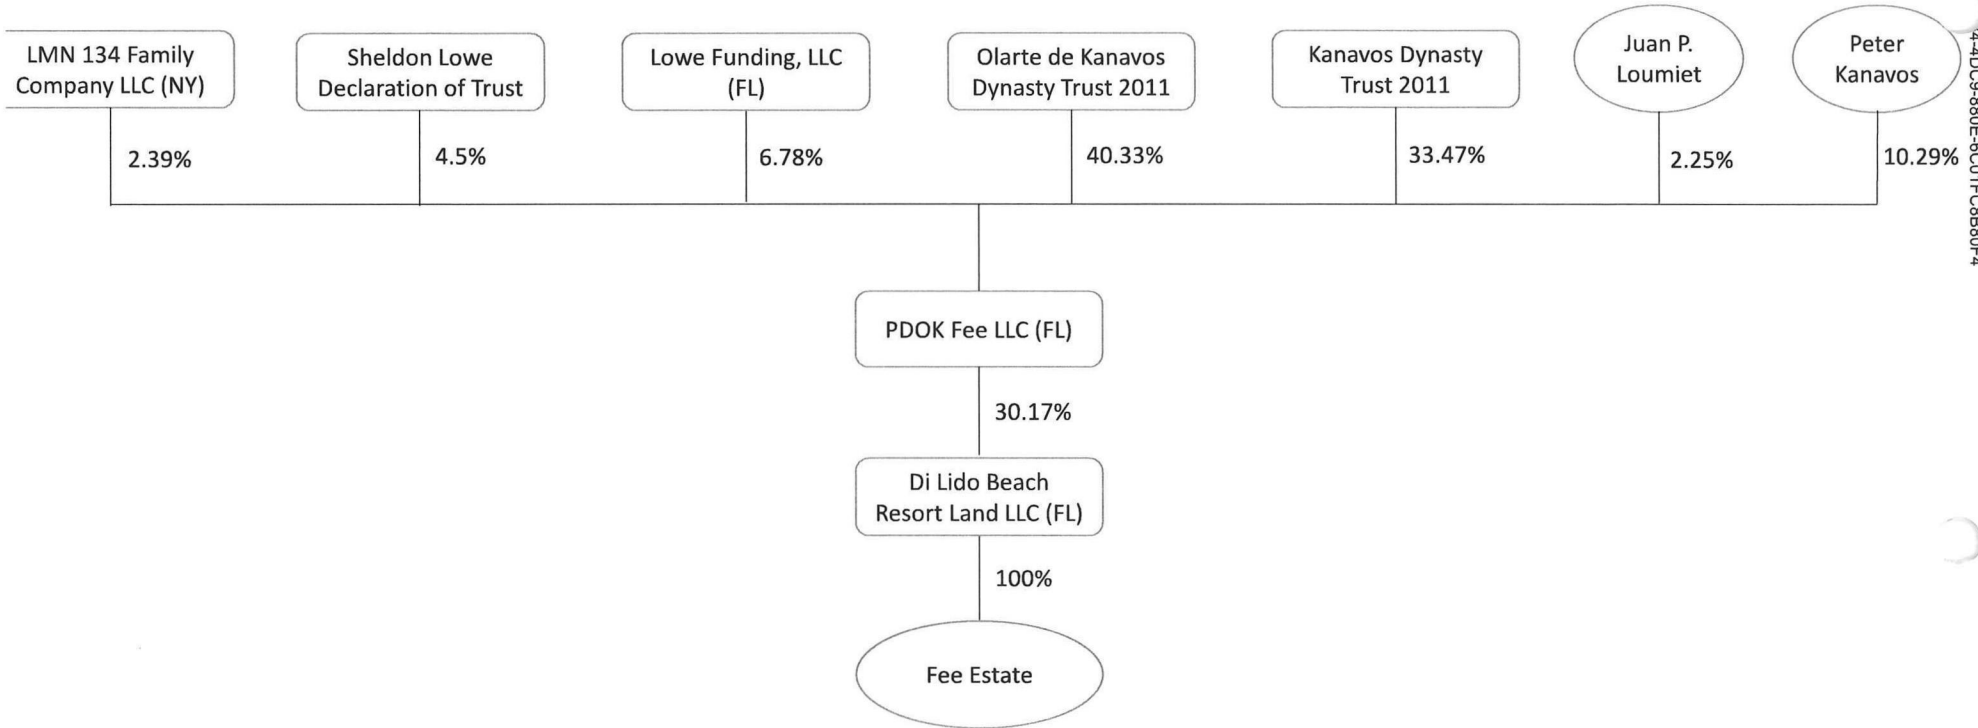 LMN 134 Family
Company LLC (NY)
Sheldon Lowe
Declaration of Trust
Lowe Funding, LLC
(FL)
Olarte de Kanavos
Dynasty Trust 2011
Kanavos Dynasty
Trust 2011
Juan P.
Loumiet
Peter
Kanavos
2.39%
4.5%
6.78%
40.33%
33.47%
2.25%
10.29%
PDOK Fee LLC (FL)
30.17%
Di Lido Beach
Resort Land LLC (FL)
100%
Fee Estate